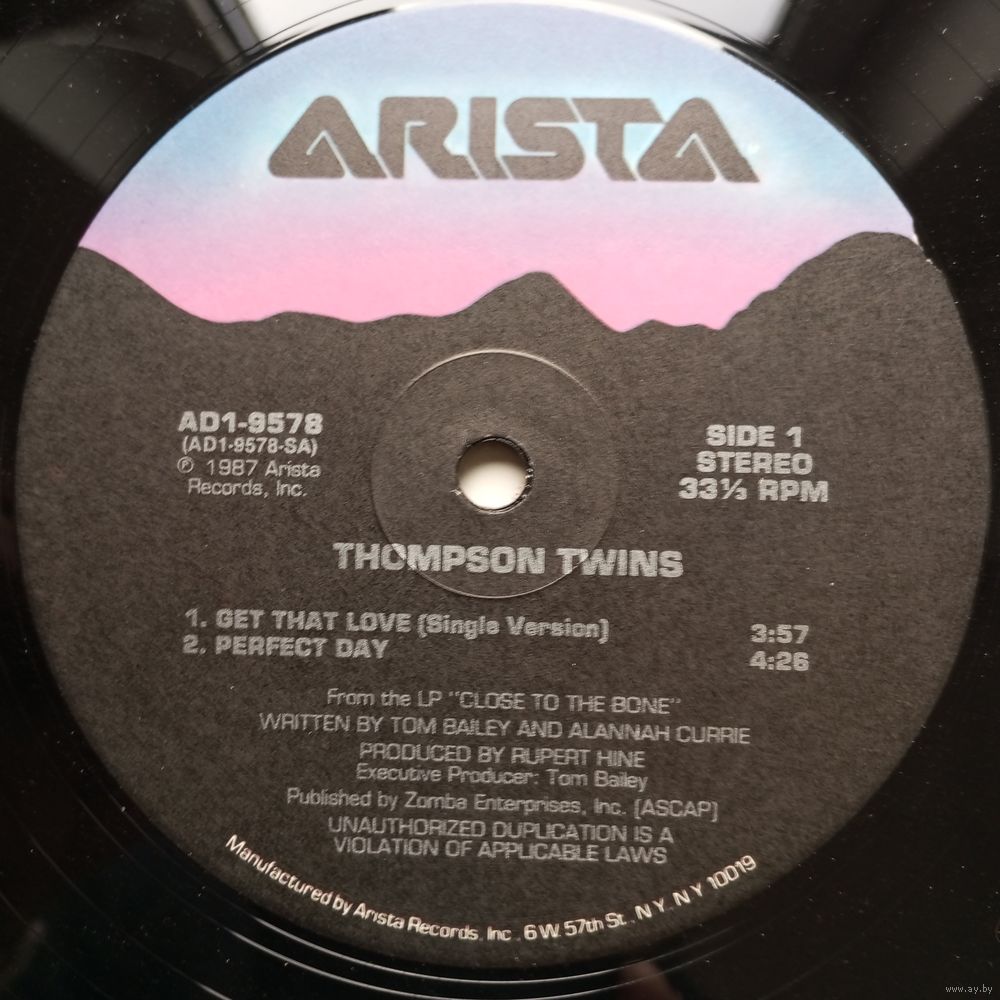 ARISTA
AD1-9578
(AD1-9578-SA)
℗ 1987 Arista
Records, Inc.
SIDE 1
STEREO
33⅓ RPM
THOMPSON TWINS
1. GET THAT LOVE (Single Version) 3:57
2. PERFECT DAY 4:26
From the LP "CLOSE TO THE BONE"
WRITTEN BY TOM BAILEY AND ALANNAH CURRIE
PRODUCED BY RUPERT HINE
Executive Producer: Tom Bailey
Published by Zomba Enterprises, Inc. (ASCAP)
UNAUTHORIZED DUPLICATION IS A
VIOLATION OF APPLICABLE LAWS
Manufactured by Arista Records, Inc., 6 W. 57th St., N.Y., N.Y 10019
www.ay.by